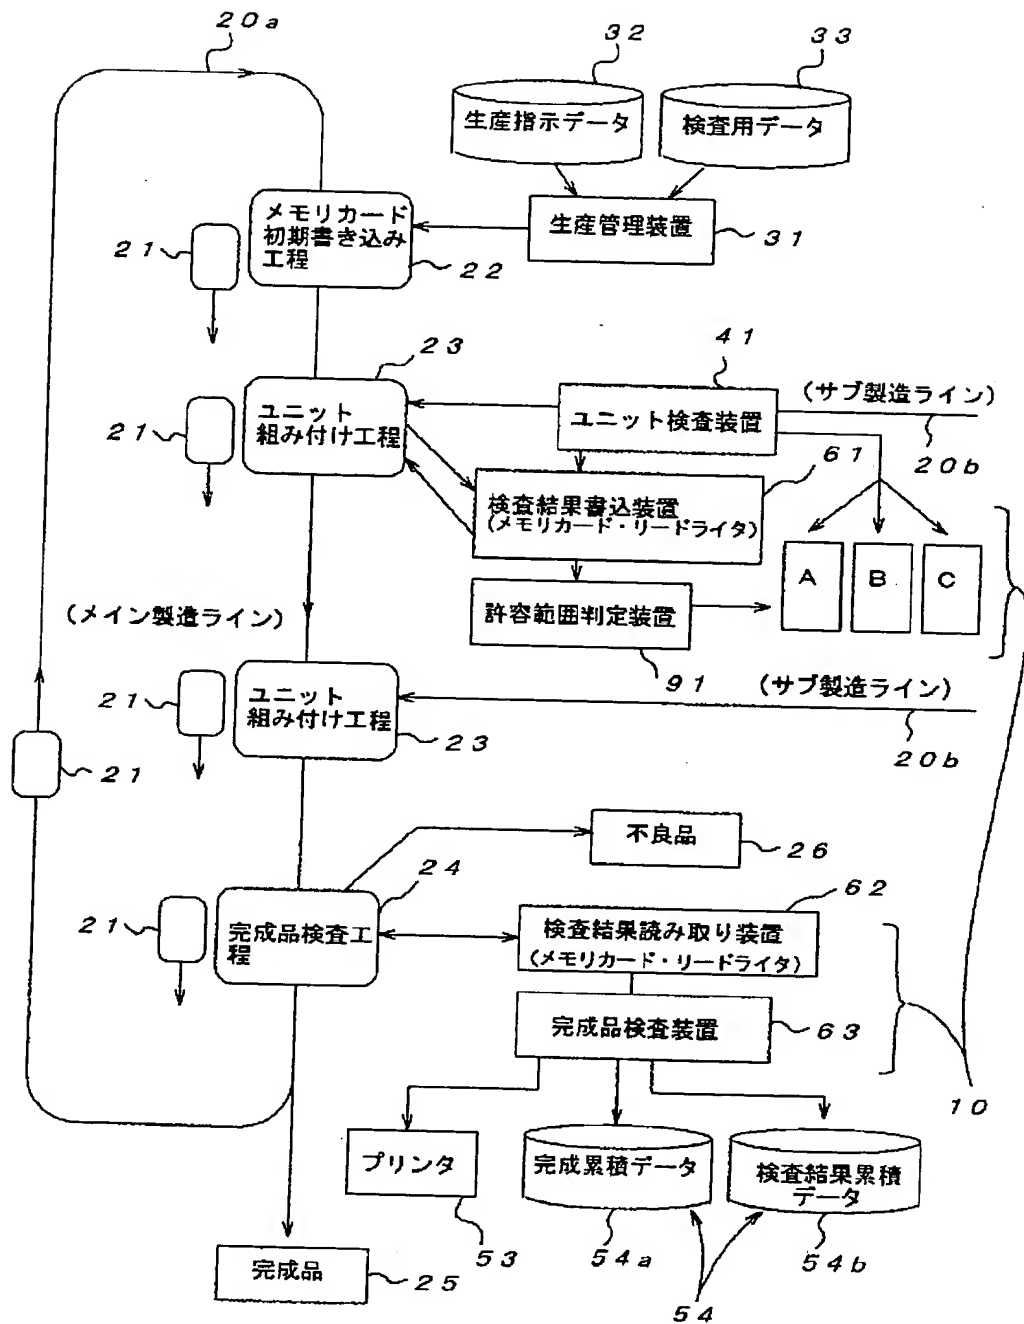 20a
32
33
生産指示データ
検査用データ
メモリカード
初期書き込み
工程
生産管理装置
21
22
31
23
41
(サブ製造ライン)
ユニット
組み付け工程
ユニット検査装置
21
20b
61
検査結果書込装置
(メモリカード・リードライタ)
A
B
C
(メイン製造ライン)
許容範囲判定装置
91
(サブ製造ライン)
21
ユニット
組み付け工程
23
20b
21
不良品
26
24
62
21
完成品検査工
程
検査結果読み取り装置
(メモリカード・リードライタ)
完成品検査装置
63
10
プリンタ
完成累積データ
検査結果累積
データ
53
54a
54b
完成品
25
54